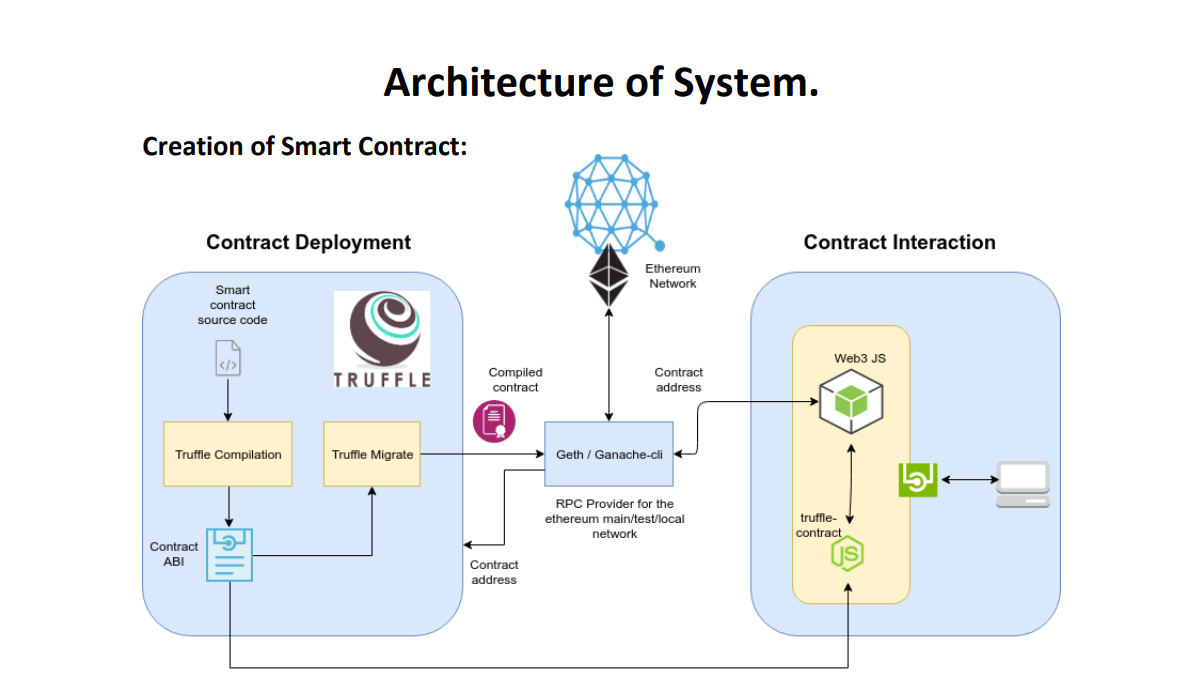 Architecture of System.
Creation of Smart Contract:
Contract Deployment
Contract Interaction
Ethereum
Network
Smart
contract
source code
</>
TRUFFLE
Compiled
contract
Contract
address
Web3 JS
Truffle Compilation
Truffle Migrate
Geth / Ganache-cli
RPC Provider for the
ethereum main/test/local
network
truffle-
contract
JS
Contract
ABI
Contract
address